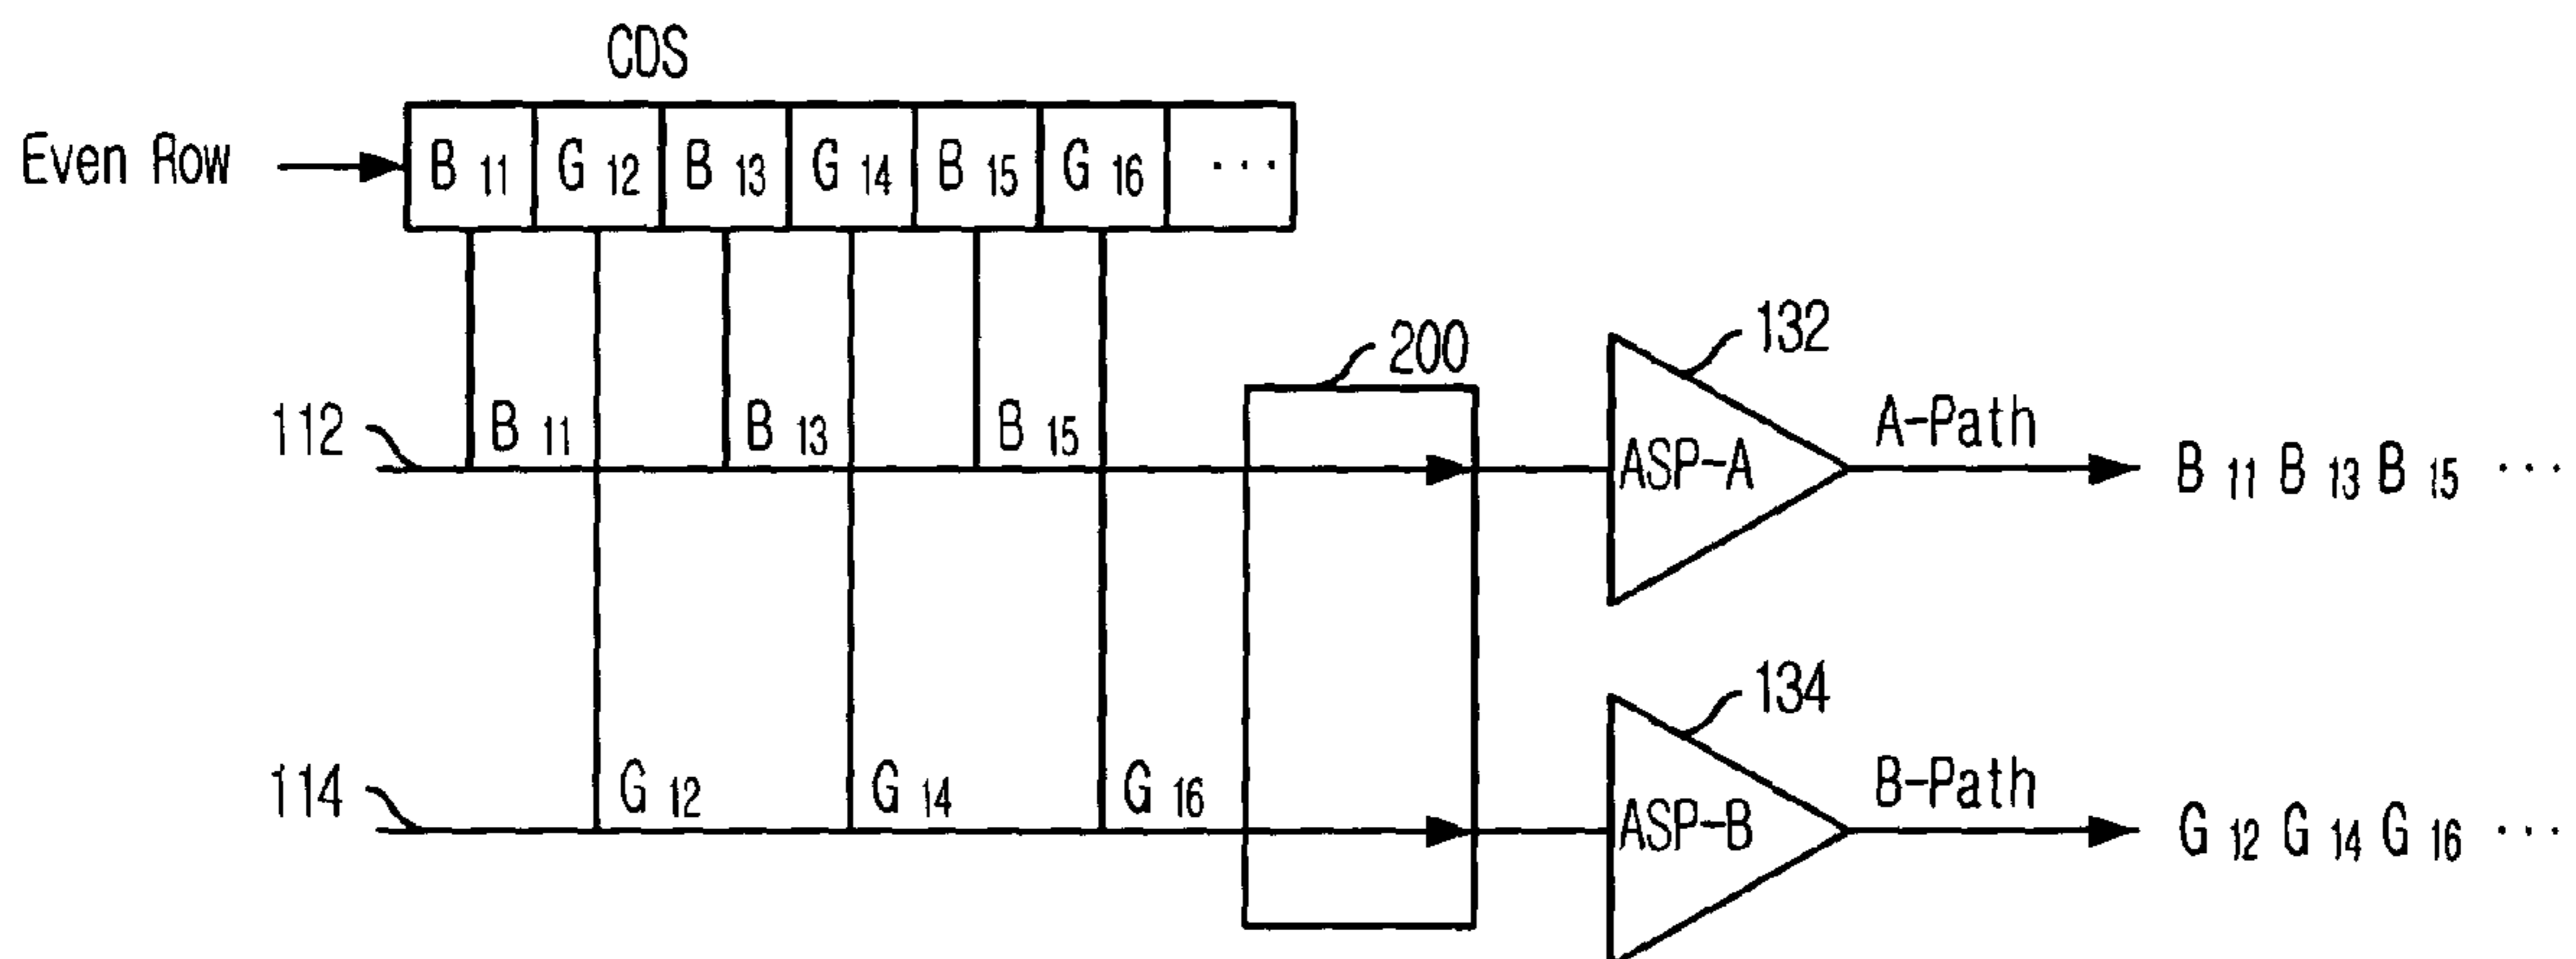 CDS
Even Row
B 11 G 12 B 13 G 14 B 15 G 16 ...
200
132
112
B 11 B 13 B 15
ASP-A
A-Path
B 11 B 13 B 15 ...
134
114
G 12 G 14 G 16
ASP-B
B-Path
G 12 G 14 G 16 ...